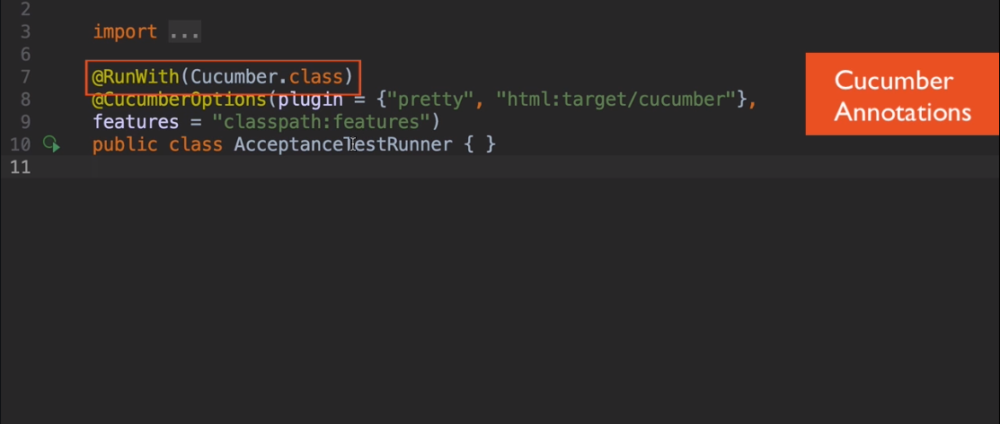 2
3 import ...
6
7 @RunWith(Cucumber.class)
8 @CucumberOptions(plugin = {"pretty", "html:target/cucumber"},
9 features = "classpath:features")
10 public class AcceptanceTestRunner { }
11
Cucumber
Annotations